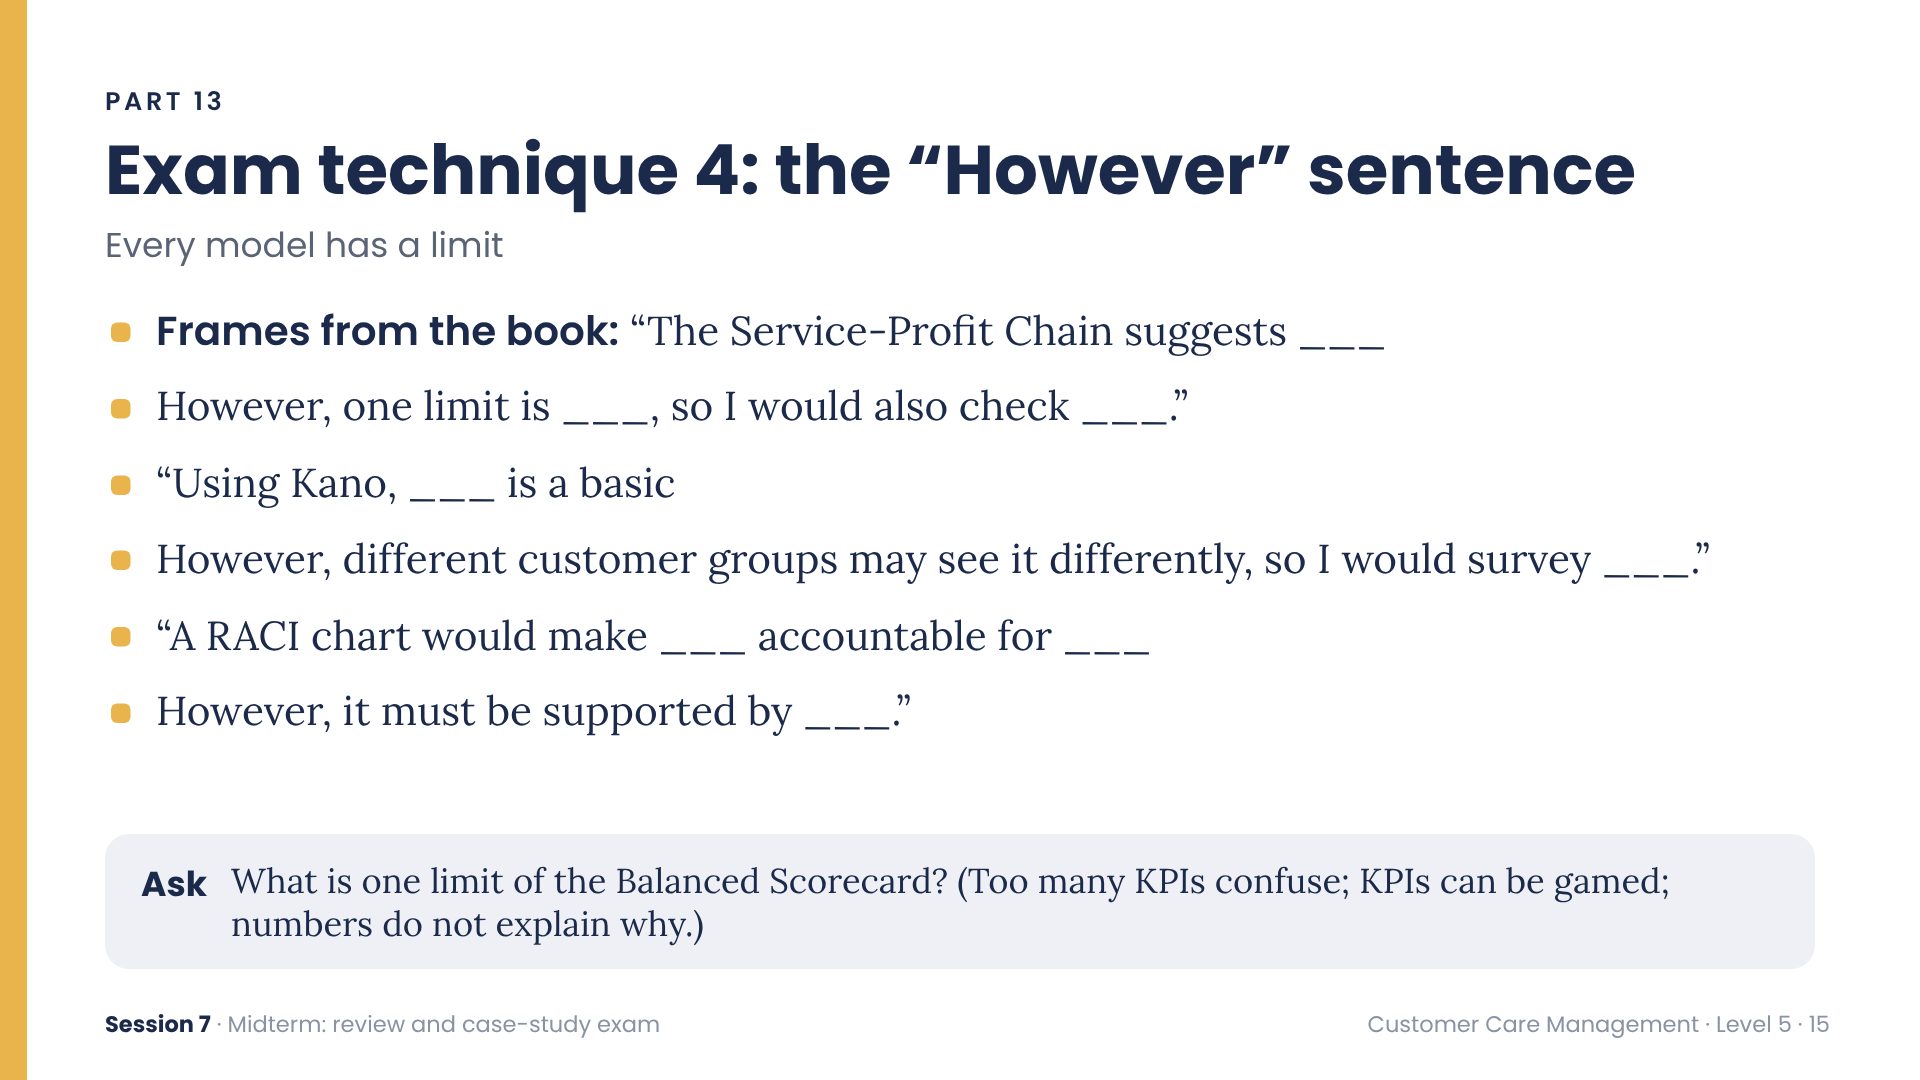 PART 13
Exam technique 4: the “However” sentence
Every model has a limit
Frames from the book: “The Service-Profit Chain suggests ___
However, one limit is ___, so I would also check ___.”
“Using Kano, ___ is a basic
However, different customer groups may see it differently, so I would survey ___.”
“A RACI chart would make ___ accountable for ___
However, it must be supported by ___.”
Ask What is one limit of the Balanced Scorecard? (Too many KPIs confuse; KPIs can be gamed;
numbers do not explain why.)
Session 7 · Midterm: review and case-study exam
Customer Care Management · Level 5 · 15